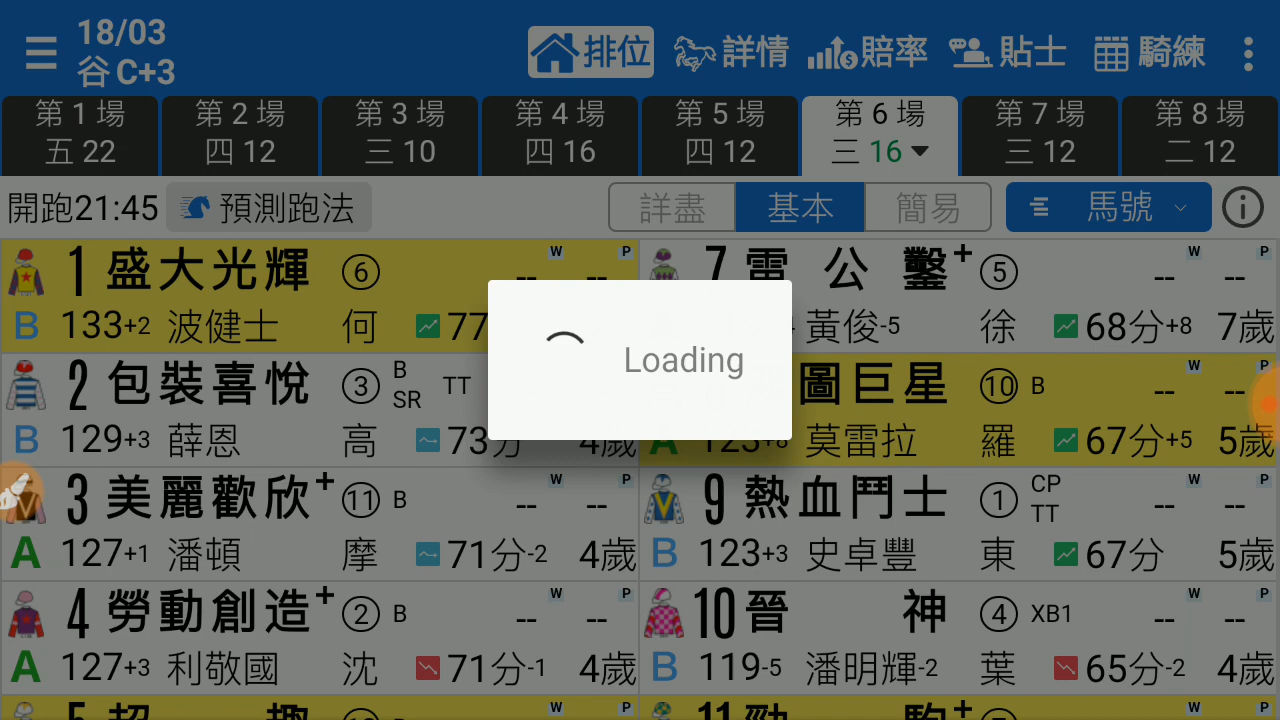 18/03
谷 C+3
排位
詳情
賠率
貼士
騎練
第 1 場
五 22
第 2 場
四 12
第 3 場
三 10
第 4 場
四 16
第 5 場
四 12
第 6 場
三 16
第 7 場
三 12
第 8 場
二 12
開跑21:45
預測跑法
詳盡
基本
簡易
馬號
1 盛大光輝 ⑥ -- W -- P
B 133+2 波健士 何 77
2 包裝喜悅 ③ B SR TT
B 129+3 薛恩 高 73分 4歲
3 美麗歡欣+ ⑪ B -- W -- P
A 127+1 潘頓 摩 71分-2 4歲
4 勞動創造+ ② B -- W -- P
A 127+3 利敬國 沈 71分-1 4歲
W P
7 雷公鑿+ ⑤ -- W -- P
黃俊-5 徐 68分+8 7歲
圖巨星 ⑩ B -- W -- P
莫雷拉 羅 67分+5 5歲
9 熱血鬥士 ① CP TT -- W -- P
B 123+3 史卓豐 東 67分 5歲
10 晉神 ④ XB1 -- W -- P
B 119-5 潘明輝-2 葉 65分-2 4歲
W P
Loading